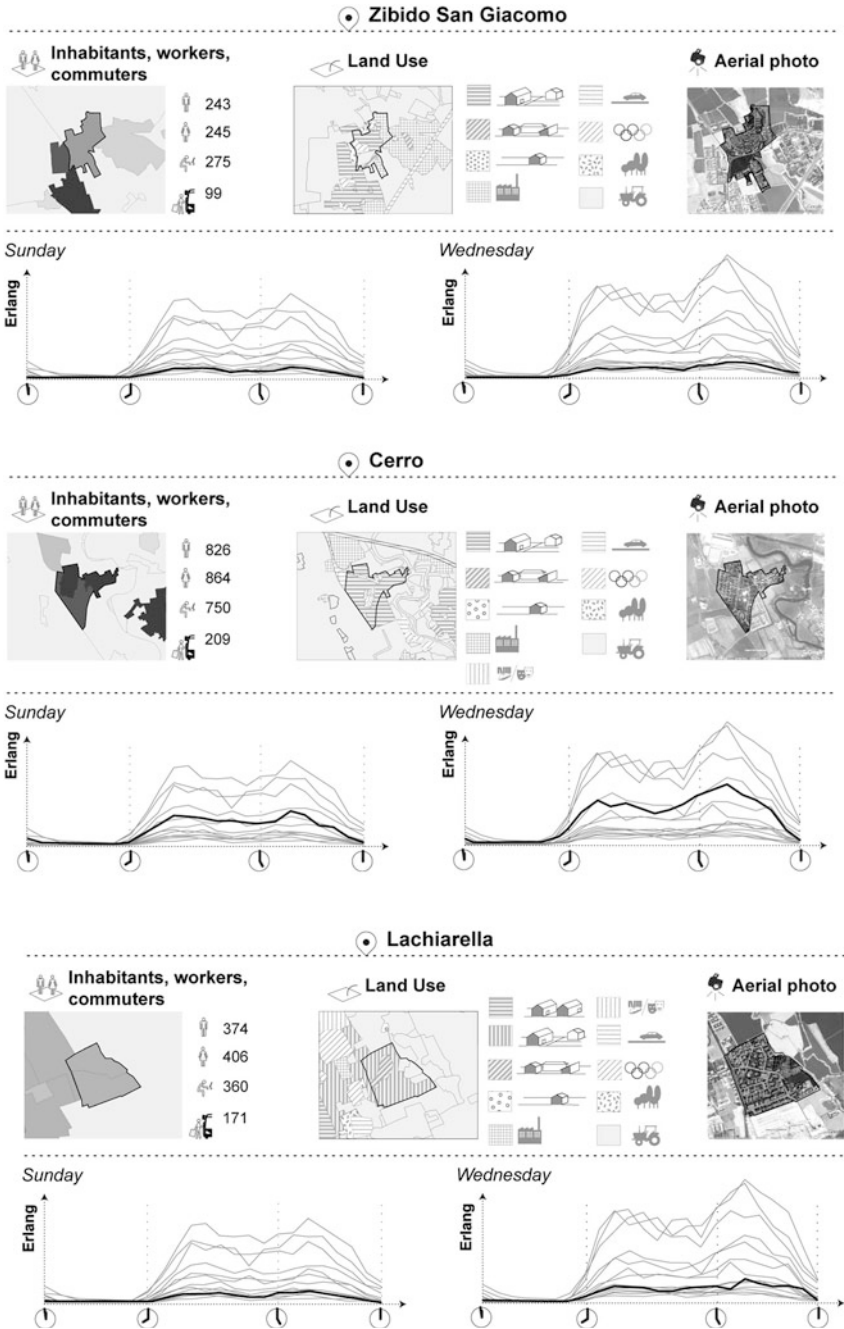 Zibido San Giacomo
Inhabitants, workers,
commuters
243
245
275
99
Land Use
Aerial photo
Sunday
Erlang
Wednesday
Erlang
Cerro
Inhabitants, workers,
commuters
826
864
750
209
Land Use
Aerial photo
Sunday
Erlang
Wednesday
Erlang
Lachiarella
Inhabitants, workers,
commuters
374
406
360
171
Land Use
Aerial photo
Sunday
Erlang
Wednesday
Erlang